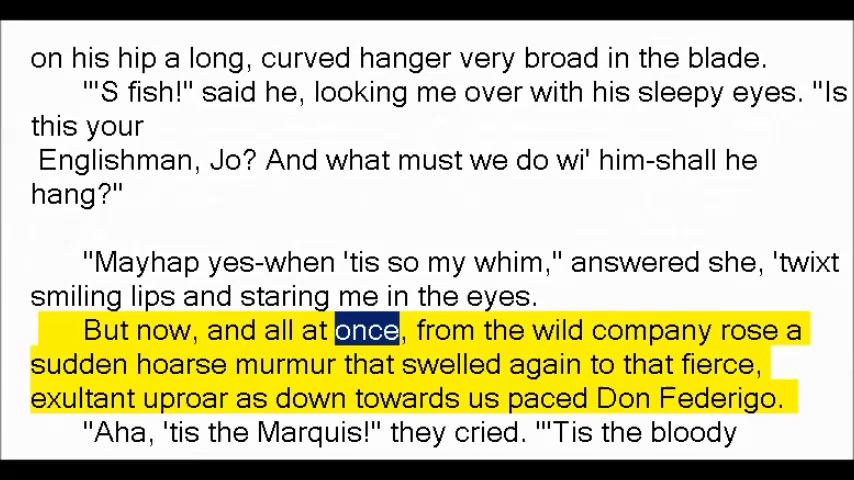 on his hip a long, curved hanger very broad in the blade.
"'S fish!" said he, looking me over with his sleepy eyes. "Is
this your
Englishman, Jo? And what must we do wi' him-shall he
hang?"
"Mayhap yes-when 'tis so my whim," answered she, 'twixt
smiling lips and staring me in the eyes.
But now, and all at once, from the wild company rose a
sudden hoarse murmur that swelled again to that fierce,
exultant uproar as down towards us paced Don Federigo.
"Aha, 'tis the Marquis!" they cried. "'Tis the bloody